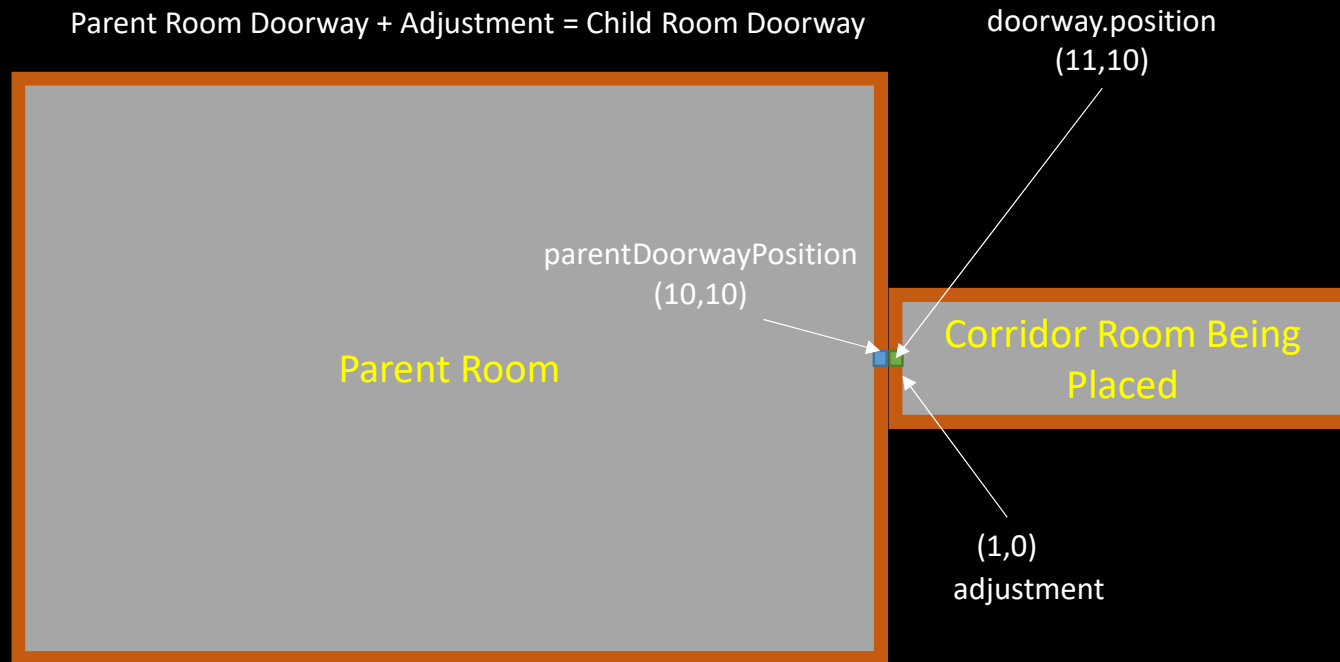 Parent Room Doorway + Adjustment = Child Room Doorway
doorway.position
(11,10)
parentDoorwayPosition
(10,10)
Parent Room
Corridor Room Being
Placed
(1,0)
adjustment